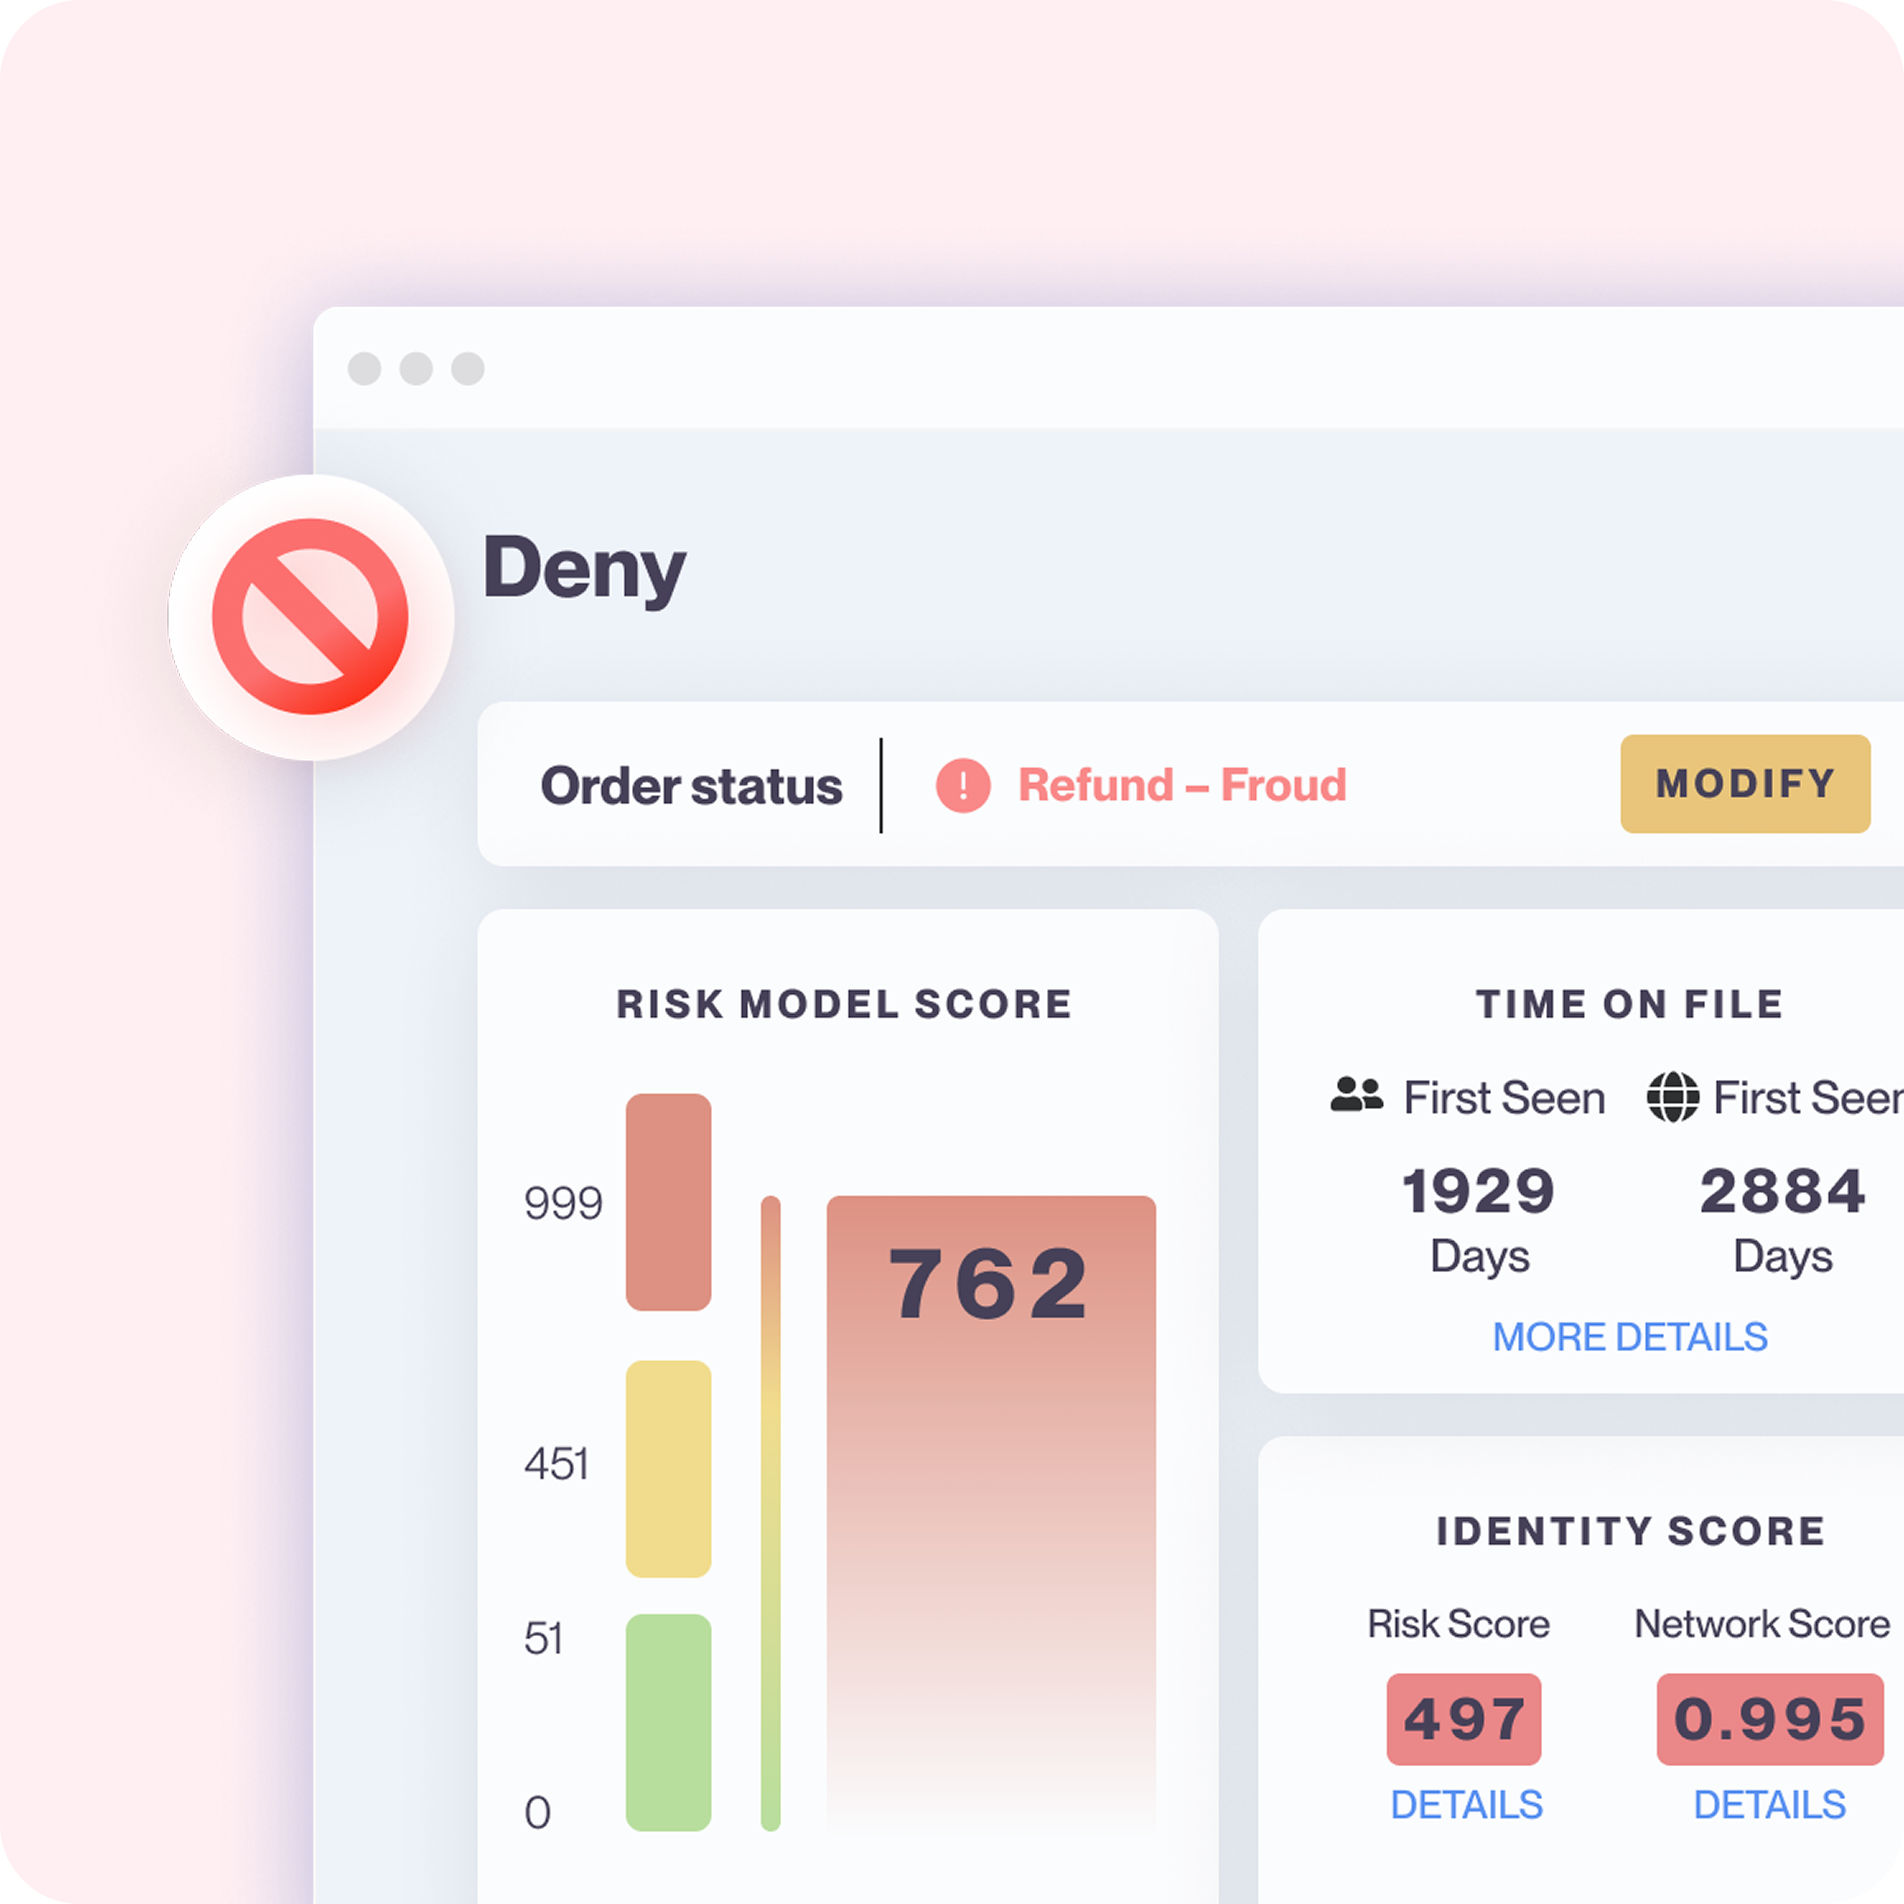 Deny
Order status
Refund – Froud
MODIFY
RISK MODEL SCORE
999
762
451
51
0
TIME ON FILE
First Seen First Seen
1929 2884
Days Days
MORE DETAILS
IDENTITY SCORE
Risk Score Network Score
497 0.995
DETAILS DETAILS